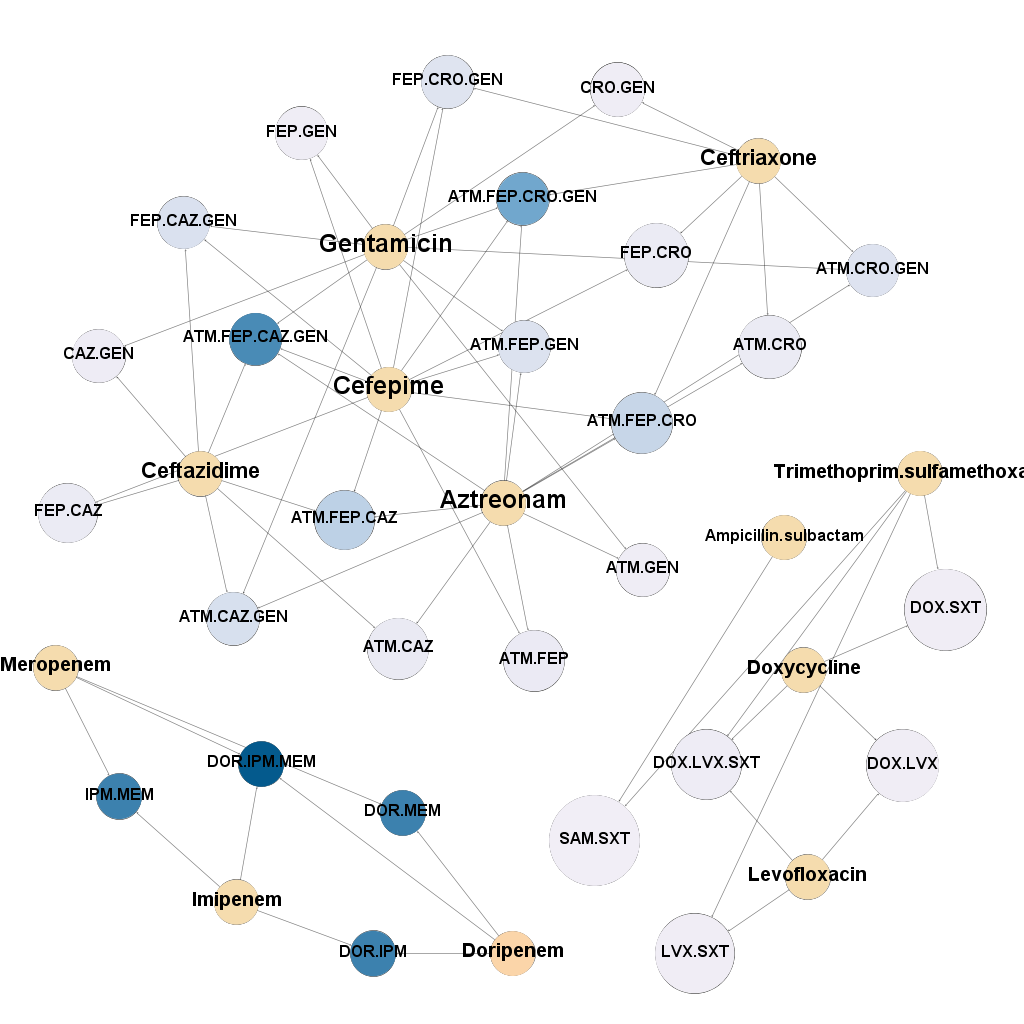 FEP.CRO.GEN
CRO.GEN
FEP.GEN
Ceftriaxone
ATM.FEP.CRO.GEN
FEP.CAZ.GEN
Gentamicin
FEP.CRO
ATM.CRO.GEN
ATM.FEP.CAZ.GEN
ATM.FEP.GEN
ATM.CRO
CAZ.GEN
Cefepime
ATM.FEP.CRO
Ceftazidime
Trimethoprim.sulfamethoxa
Aztreonam
FEP.CAZ
ATM.FEP.CAZ
Ampicillin.sulbactam
ATM.GEN
DOX.SXT
ATM.CAZ.GEN
ATM.CAZ
ATM.FEP
Meropenem
Doxycycline
DOR.IPM.MEM
DOX.LVX.SXT
DOX.LVX
IPM.MEM
DOR.MEM
SAM.SXT
Levofloxacin
Imipenem
DOR.IPM
Doripenem
LVX.SXT